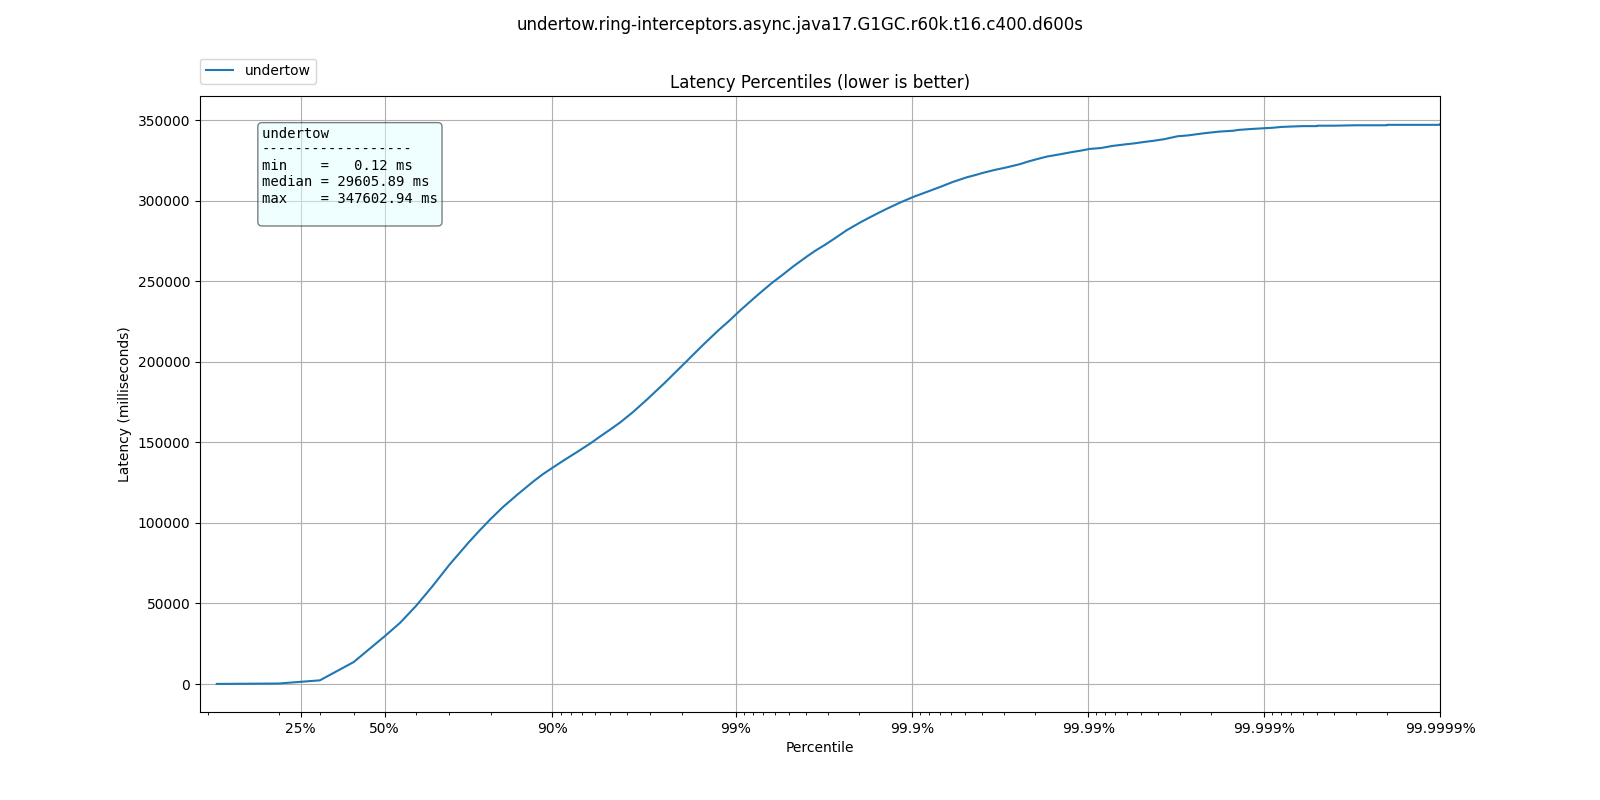 undertow.ring-interceptors.async.java17.G1GC.r60k.t16.c400.d600s
undertow
Latency Percentiles (lower is better)
350000
300000
250000
200000
150000
100000
50000
0
Latency (milliseconds)
undertow
------------------
min    =   0.12 ms
median = 29605.89 ms
max    = 347602.94 ms
25% 50% 90% 99% 99.9% 99.99% 99.999% 99.9999%
Percentile